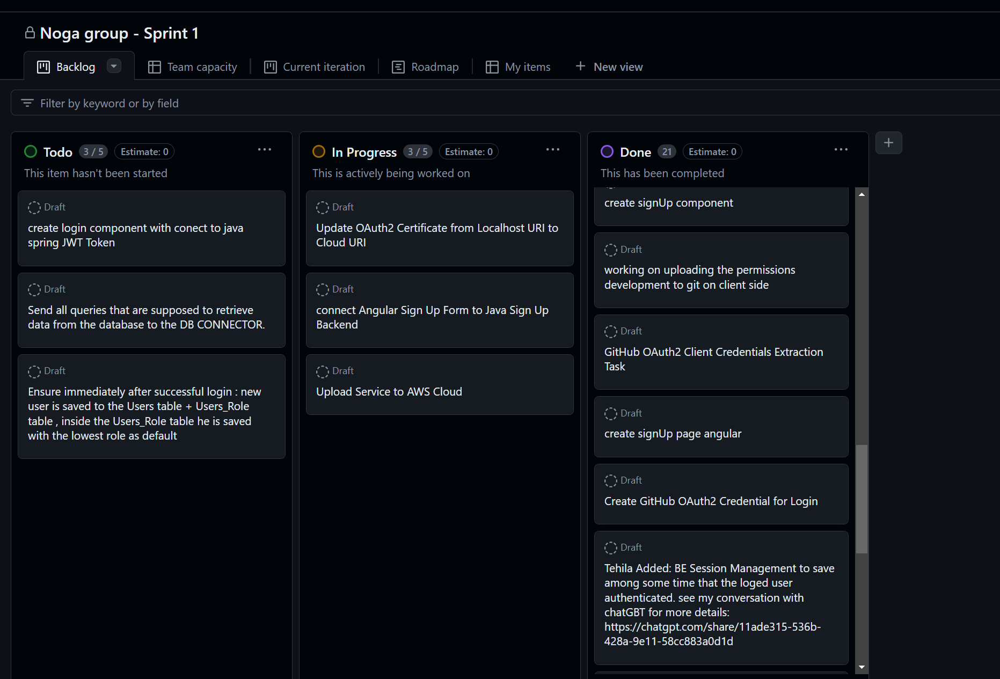 Noga group - Sprint 1
Backlog
Team capacity
Current iteration
Roadmap
My items
New view
Filter by keyword or by field
Todo 3 / 5 Estimate: 0
This item hasn't been started
Draft
create login component with conect to java
spring JWT Token
Draft
Send all queries that are supposed to retrieve
data from the database to the DB CONNECTOR.
Draft
Ensure immediately after successful login : new
user is saved to the Users table + Users_Role
table , inside the Users_Role table he is saved
with the lowest role as default
In Progress 3 / 5 Estimate: 0
This is actively being worked on
Draft
Update OAuth2 Certificate from Localhost URI to
Cloud URI
Draft
connect Angular Sign Up Form to Java Sign Up
Backend
Draft
Upload Service to AWS Cloud
Done 21 Estimate: 0
This has been completed
create signUp component
Draft
working on uploading the permissions
development to git on client side
Draft
GitHub OAuth2 Client Credentials Extraction
Task
Draft
create signUp page angular
Draft
Create GitHub OAuth2 Credential for Login
Draft
Tehila Added: BE Session Management to save
among some time that the loged user
authenticated. see my conversation with
chatGBT for more details:
https://chatgpt.com/share/11ade315-536b-
428a-9e11-58cc883a0d1d